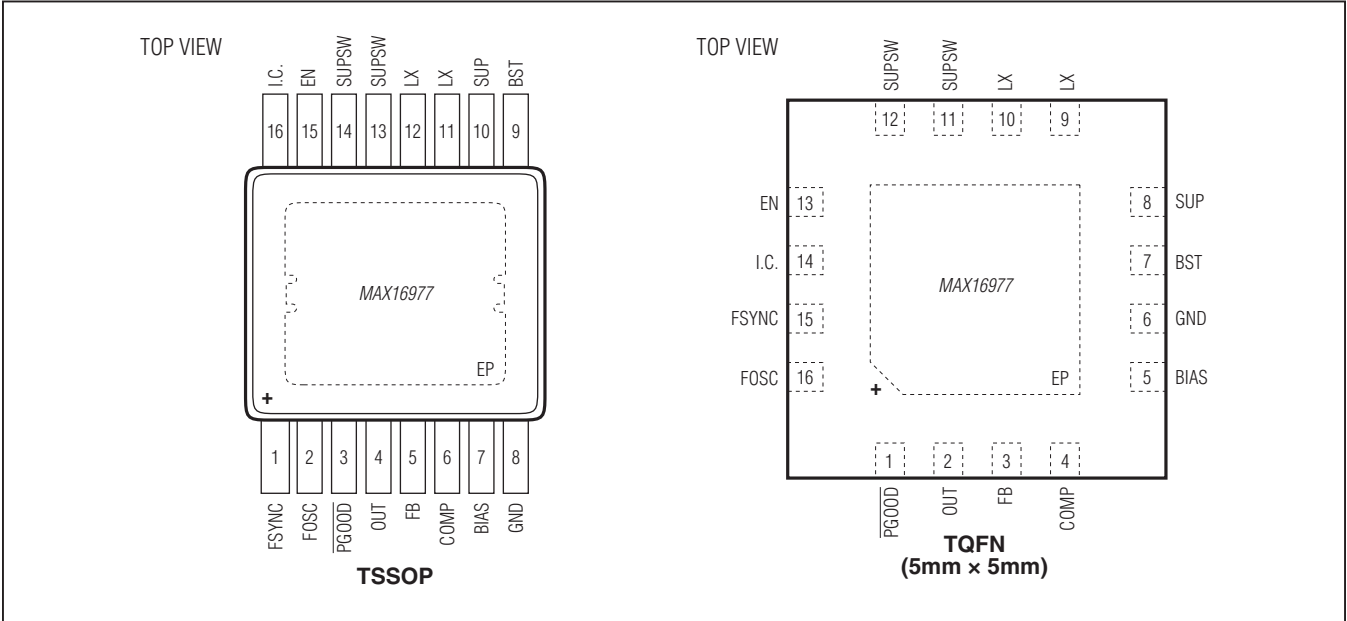 TOP VIEW
I.C.
EN
SUPSW
SUPSW
LX
LX
SUP
BST
16
15
14
13
12
11
10
9
MAX16977
EP
+
1
2
3
4
5
6
7
8
FSYNC
FOSC
PGOOD
OUT
FB
COMP
BIAS
GND
TSSOP
TOP VIEW
SUPSW
SUPSW
LX
LX
12
11
10
9
EN 13
I.C. 14
FSYNC 15
FOSC 16
8 SUP
7 BST
6 GND
5 BIAS
MAX16977
EP
+
1
2
3
4
PGOOD
OUT
FB
COMP
TQFN
(5mm × 5mm)